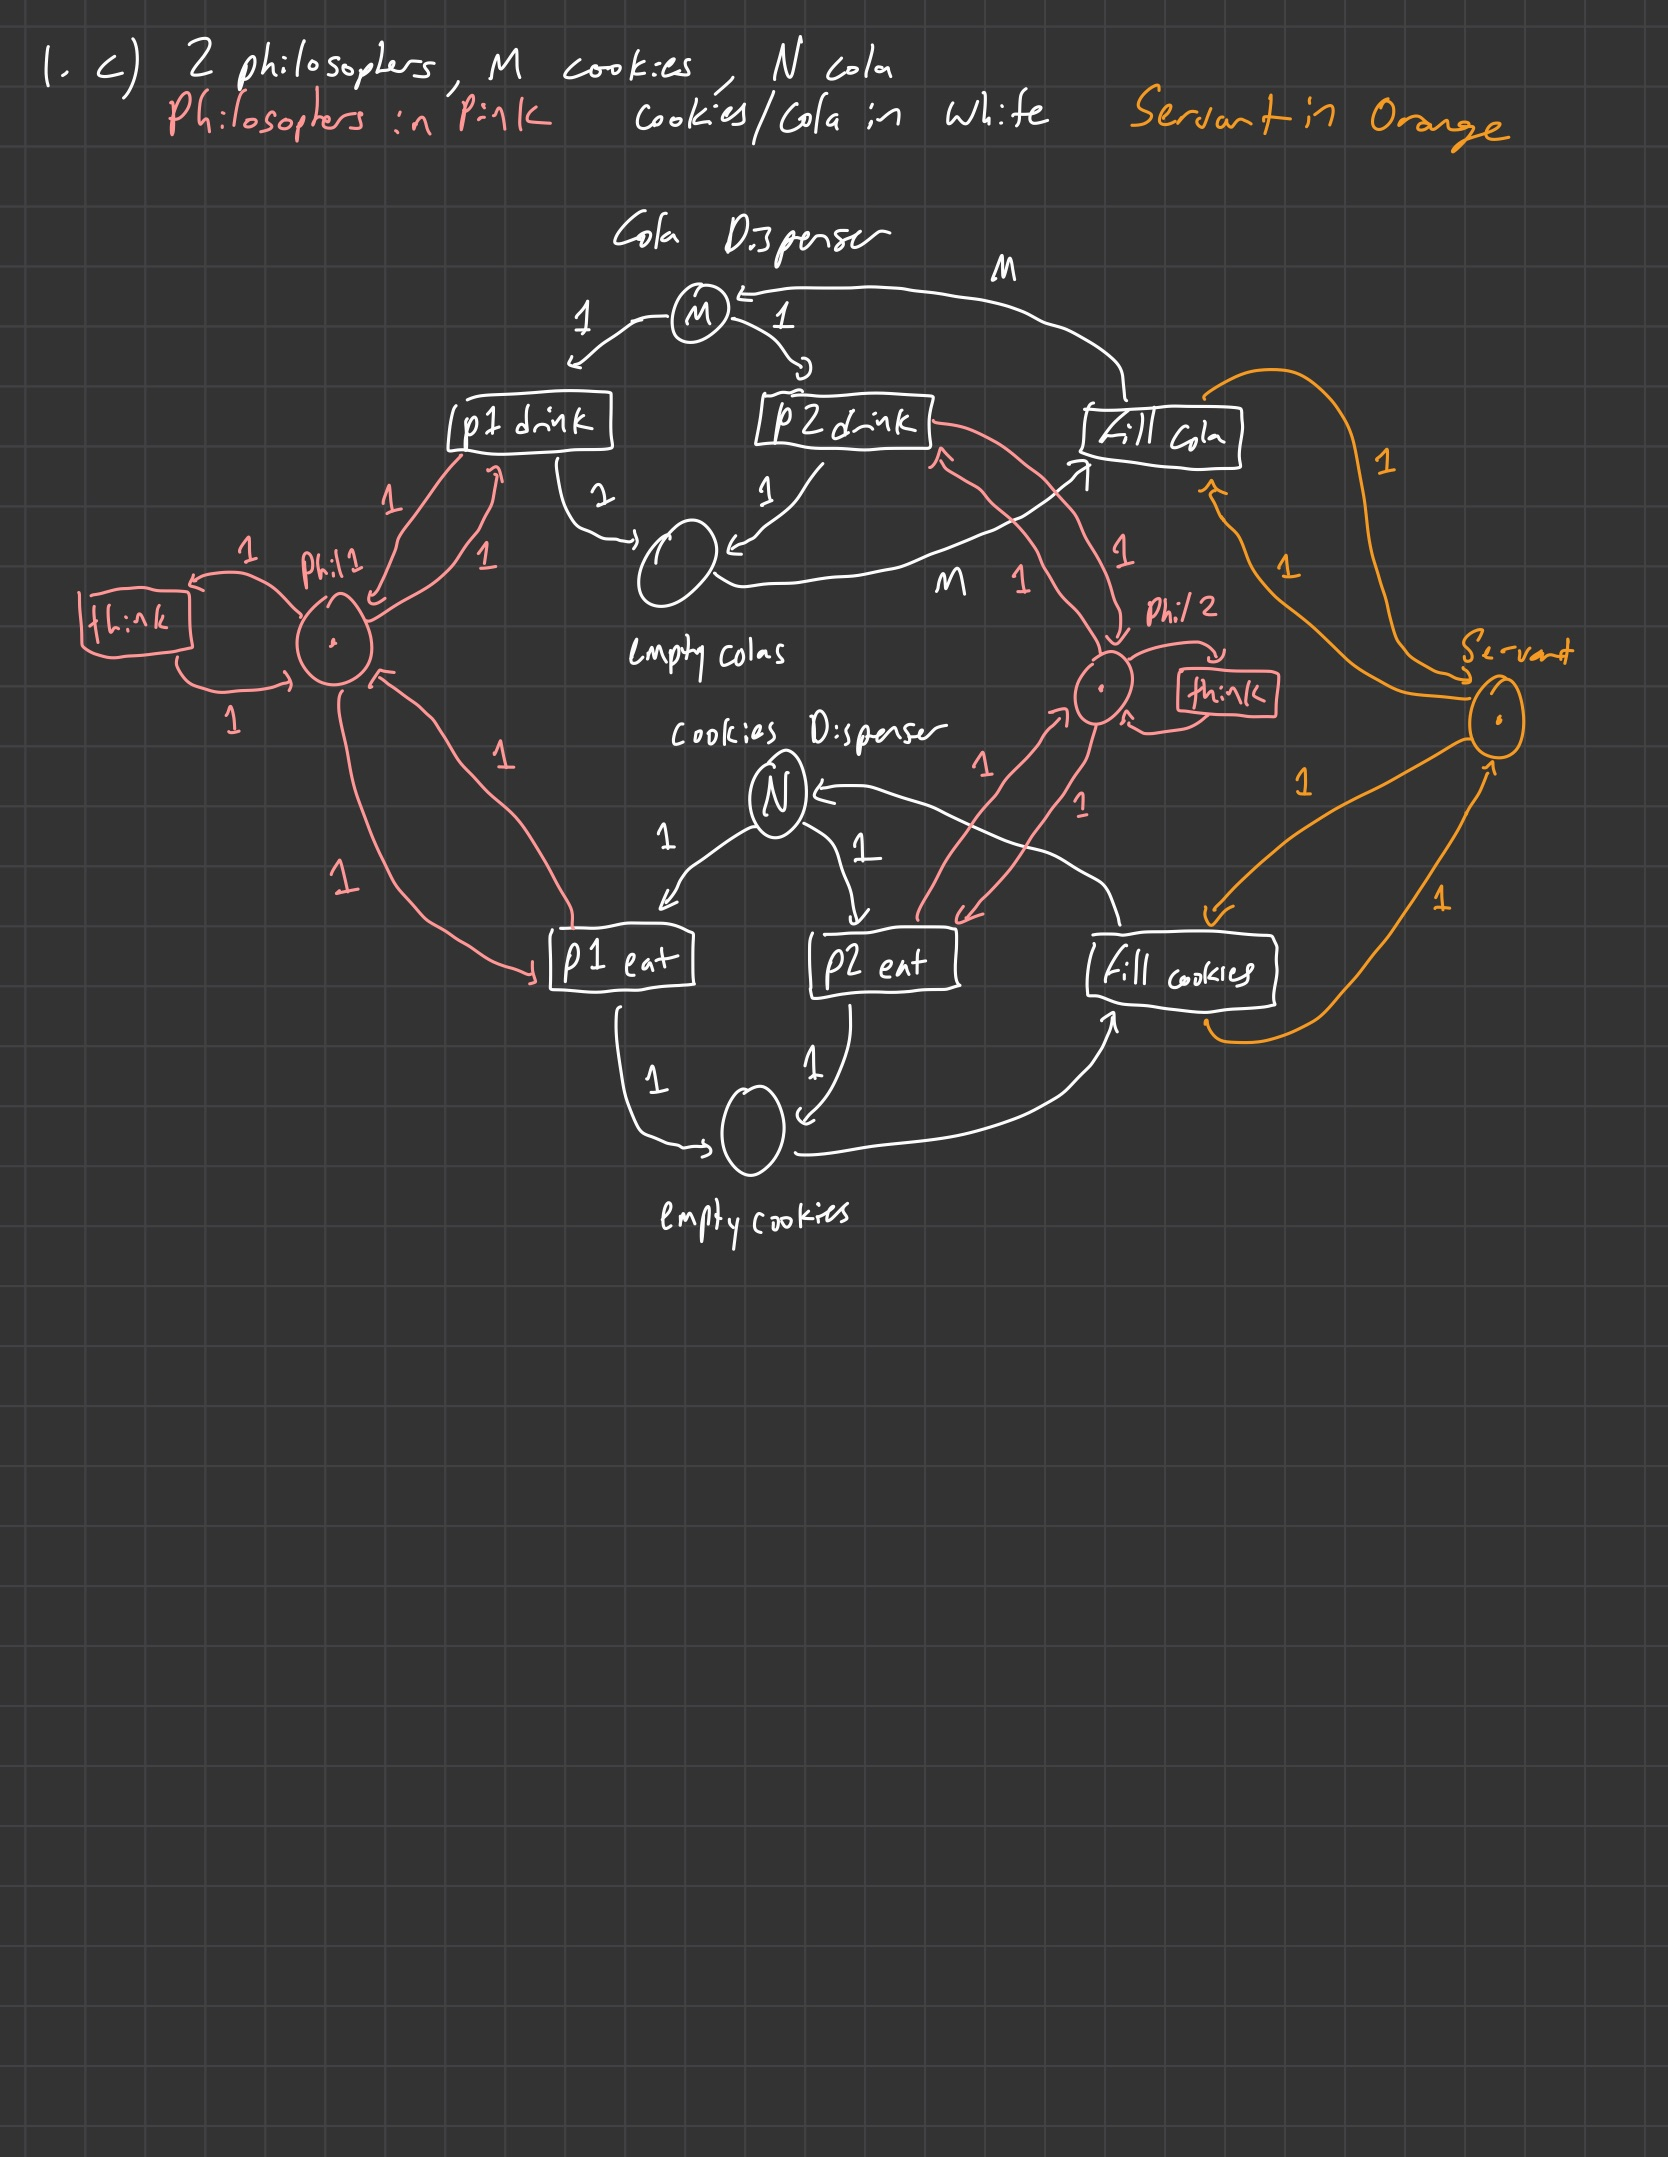 1. c) 2 philosophers, M cookies, N cola
Philosophers in Pink cookies/cola in white Servant in Orange
Cola Dispenser
M
1 M 1
p1 drink p2 drink fill cola
1
1 1 1
1 1
1 1 1 1
Phil 1
think
M
Phil 2
empty colas
Servant
think
1
Cookies Dispenser
1 1
N 1
1
1 1
1 1
p1 eat p2 eat fill cookies
1 1
empty cookies